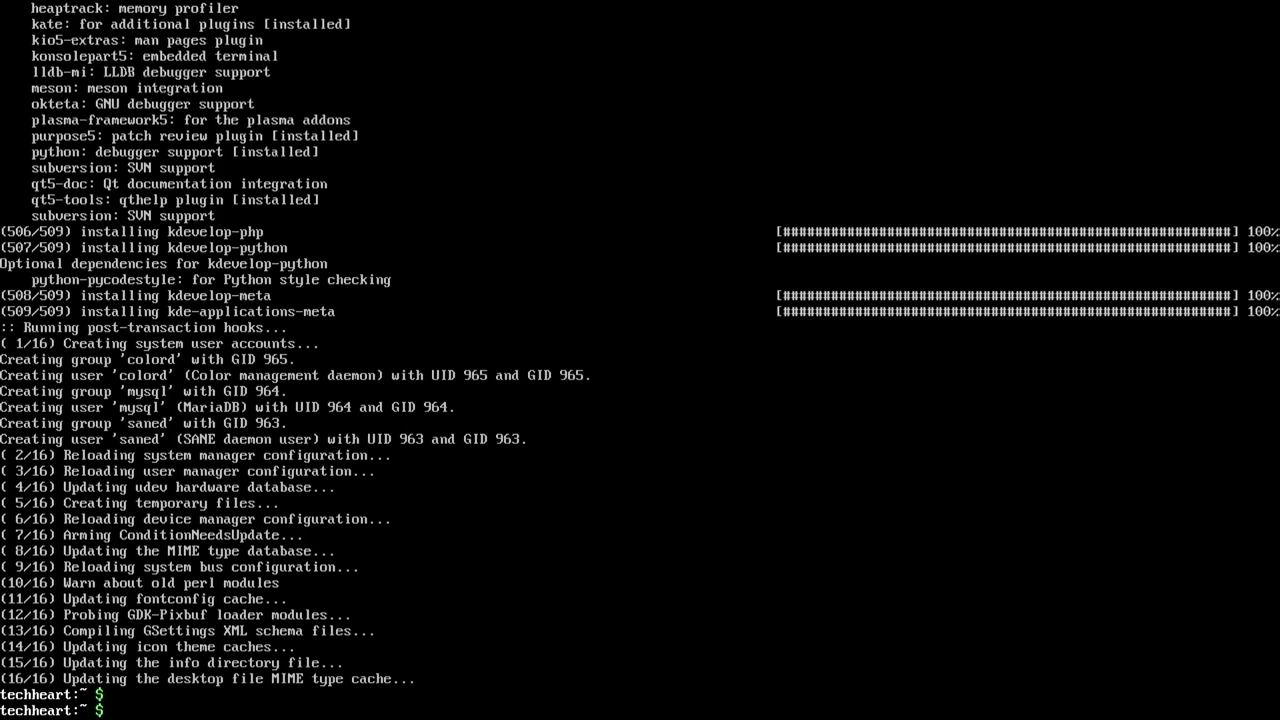 heaptrack: memory profiler
kate: for additional plugins [installed]
kio5-extras: man pages plugin
konsolepart5: embedded terminal
lldb-mi: LLDB debugger support
meson: meson integration
okteta: GNU debugger support
plasma-framework5: for the plasma addons
purpose5: patch review plugin [installed]
python: debugger support [installed]
subversion: SVN support
qt5-doc: Qt documentation integration
qt5-tools: qthelp plugin [installed]
subversion: SVN support
(506/509) installing kdevelop-php [########################################################] 100%
(507/509) installing kdevelop-python [########################################################] 100%
Optional dependencies for kdevelop-python
python-pycodestyle: for Python style checking
(508/509) installing kdevelop-meta [########################################################] 100%
(509/509) installing kde-applications-meta [########################################################] 100%
:: Running post-transaction hooks...
( 1/16) Creating system user accounts...
Creating group 'colord' with GID 965.
Creating user 'colord' (Color management daemon) with UID 965 and GID 965.
Creating group 'mysql' with GID 964.
Creating user 'mysql' (MariaDB) with UID 964 and GID 964.
Creating group 'saned' with GID 963.
Creating user 'saned' (SANE daemon user) with UID 963 and GID 963.
( 2/16) Reloading system manager configuration...
( 3/16) Reloading user manager configuration...
( 4/16) Updating udev hardware database...
( 5/16) Creating temporary files...
( 6/16) Reloading device manager configuration...
( 7/16) Arming ConditionNeedsUpdate...
( 8/16) Updating the MIME type database...
( 9/16) Reloading system bus configuration...
(10/16) Warn about old perl modules
(11/16) Updating fontconfig cache...
(12/16) Probing GDK-Pixbuf loader modules...
(13/16) Compiling GSettings XML schema files...
(14/16) Updating icon theme caches...
(15/16) Updating the info directory file...
(16/16) Updating the desktop file MIME type cache...
techheart:~ $
techheart:~ $